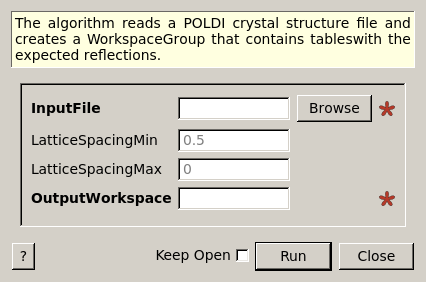 The algorithm reads a POLDI crystal structure file and
creates a WorkspaceGroup that contains tableswith the
expected reflections.
InputFile Browse *
LatticeSpacingMin 0.5
LatticeSpacingMax 0
OutputWorkspace *
? Keep Open Run Close